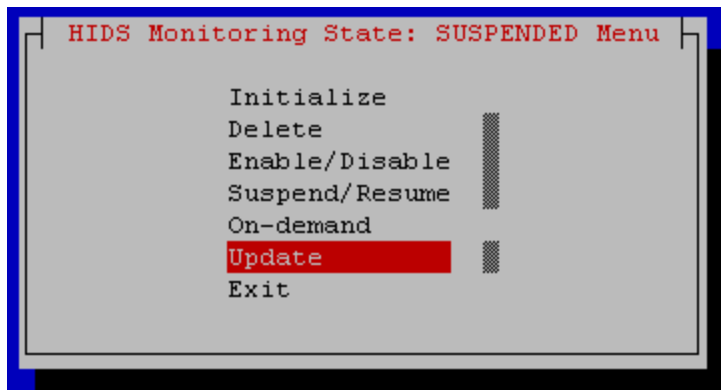 HIDS Monitoring State: SUSPENDED Menu
Initialize
Delete
Enable/Disable
Suspend/Resume
On-demand
Update
Exit